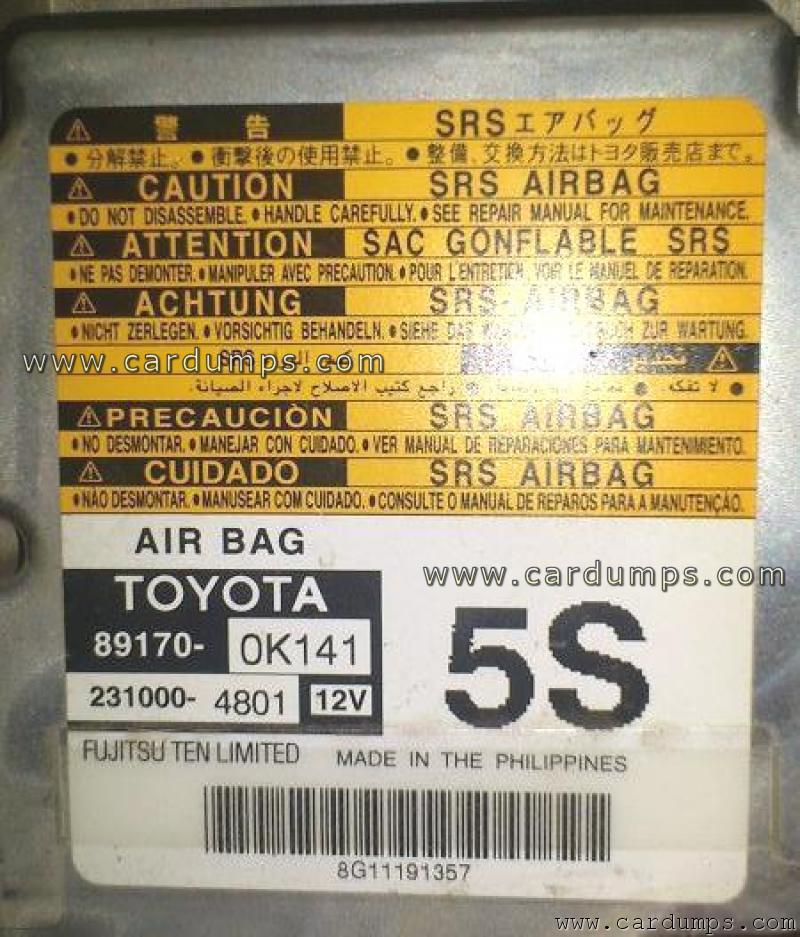 ⚠ 警告 SRSエアバッグ
● 分解禁止。 ● 衝撃後の使用禁止。 ● 整備、交換方法はトヨタ販売店まで。
⚠ CAUTION SRS AIRBAG
● DO NOT DISASSEMBLE. ● HANDLE CAREFULLY. ● SEE REPAIR MANUAL FOR MAINTENANCE.
⚠ ATTENTION SAC GONFLABLE SRS
● NE PAS DEMONTER. ● MANIPULER AVEC PRECAUTION. ● POUR L'ENTRETIEN, VOIR LE MANUEL DE REPARATION.
⚠ ACHTUNG SRS-AIRBAG
● NICHT ZERLEGEN. ● VORSICHTIG BEHANDELN. ● SIEHE DAS ZUR WARTUNG.
⚠ تحذير SRS
www.cardumps.com
● لا تفكه. ● ● راجع كتيب الاصلاح لاجراء الصيانة.
⚠ PRECAUCIÒN SRS AIRBAG
● NO DESMONTAR. ● MANEJAR CON CUIDADO. ● VER MANUAL DE REPARACIONES PARA MANTENIMIENTO.
⚠ CUIDADO SRS AIRBAG
● NÃO DESMONTAR. ● MANUSEAR COM CUIDADO. ● CONSULTE O MANUAL DE REPAROS PARA A MANUTENÇÃO.
AIR BAG
www.cardumps.com
TOYOTA
89170- 0K141
5S
231000- 4801 12V
FUJITSU TEN LIMITED MADE IN THE PHILIPPINES
8G11191357
www.cardumps.com